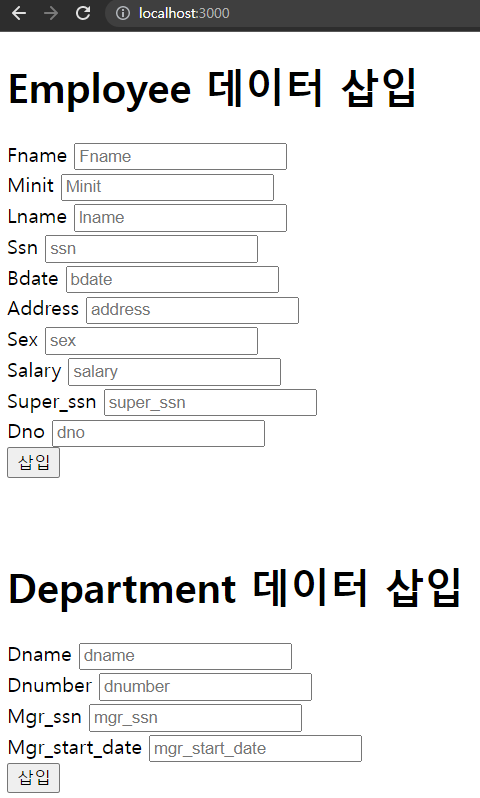 localhost:3000
Employee 데이터 삽입
Fname Fname
Minit Minit
Lname lname
Ssn ssn
Bdate bdate
Address address
Sex sex
Salary salary
Super_ssn super_ssn
Dno dno
삽입
Department 데이터 삽입
Dname dname
Dnumber dnumber
Mgr_ssn mgr_ssn
Mgr_start_date mgr_start_date
삽입